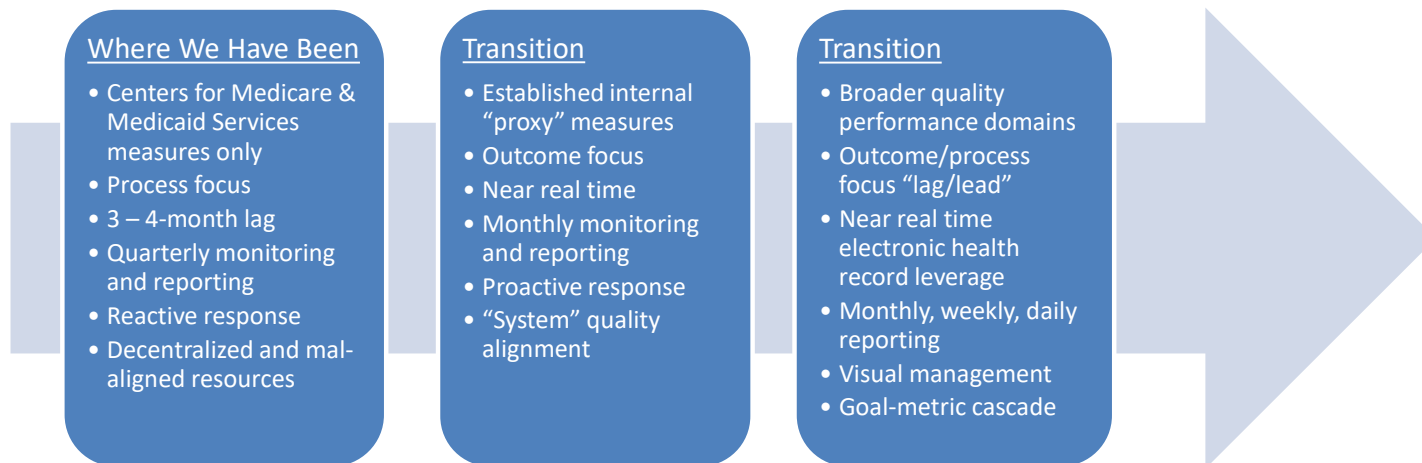 Where We Have Been
• Centers for Medicare &
Medicaid Services
measures only
• Process focus
• 3 – 4-month lag
• Quarterly monitoring
and reporting
• Reactive response
• Decentralized and mal-
aligned resources
Transition
• Established internal
“proxy” measures
• Outcome focus
• Near real time
• Monthly monitoring
and reporting
• Proactive response
• “System” quality
alignment
Transition
• Broader quality
performance domains
• Outcome/process
focus “lag/lead”
• Near real time
electronic health
record leverage
• Monthly, weekly, daily
reporting
• Visual management
• Goal-metric cascade